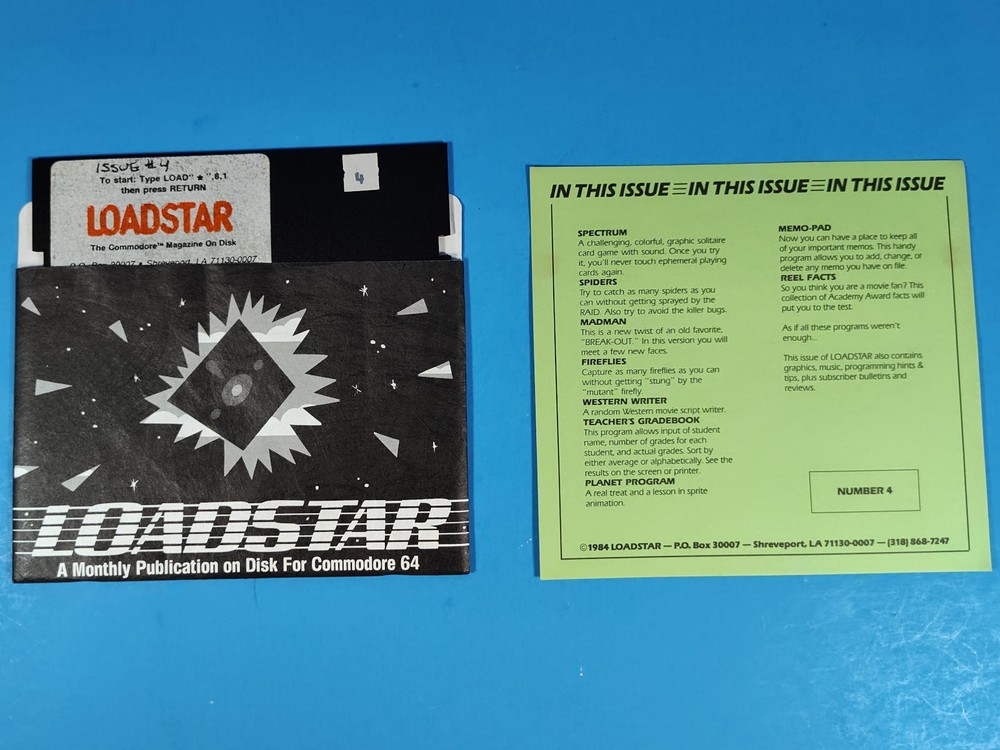 ISSUE #4
To start: Type LOAD" ★ ",8,1
then press RETURN
LOADSTAR
The Commodore™ Magazine On Disk
P.O. Box 30007 • Shreveport, LA 71130-0007
4
LOADSTAR
A Monthly Publication on Disk For Commodore 64
IN THIS ISSUE IN THIS ISSUE IN THIS ISSUE
SPECTRUM
A challenging, colorful, graphic solitaire
card game with sound. Once you try
it, you'll never touch ephemeral playing
cards again.
SPIDERS
Try to catch as many spiders as you
can without getting sprayed by the
RAID. Also try to avoid the killer bugs.
MADMAN
This is a new twist of an old favorite,
"BREAK-OUT." In this version you will
meet a few new faces.
FIREFLIES
Capture as many fireflies as you can
without getting "stung" by the
"mutant" firefly.
WESTERN WRITER
A random Western movie script writer.
TEACHER'S GRADEBOOK
This program allows input of student
name, number of grades for each
student, and actual grades. Sort by
either average or alphabetically. See the
results on the screen or printer.
PLANET PROGRAM
A real treat and a lesson in sprite
animation.
MEMO-PAD
Now you can have a place to keep all
of your important memos. This handy
program allows you to add, change, or
delete any memo you have on file.
REEL FACTS
So you think you are a movie fan? This
collection of Academy Award facts will
put you to the test.
As if all these programs weren't
enough...
This issue of LOADSTAR also contains
graphics, music, programming hints &
tips, plus subscriber bulletins and
reviews.
NUMBER 4
©1984 LOADSTAR — P.O. Box 30007 — Shreveport, LA 71130-0007 — (318) 868-7247